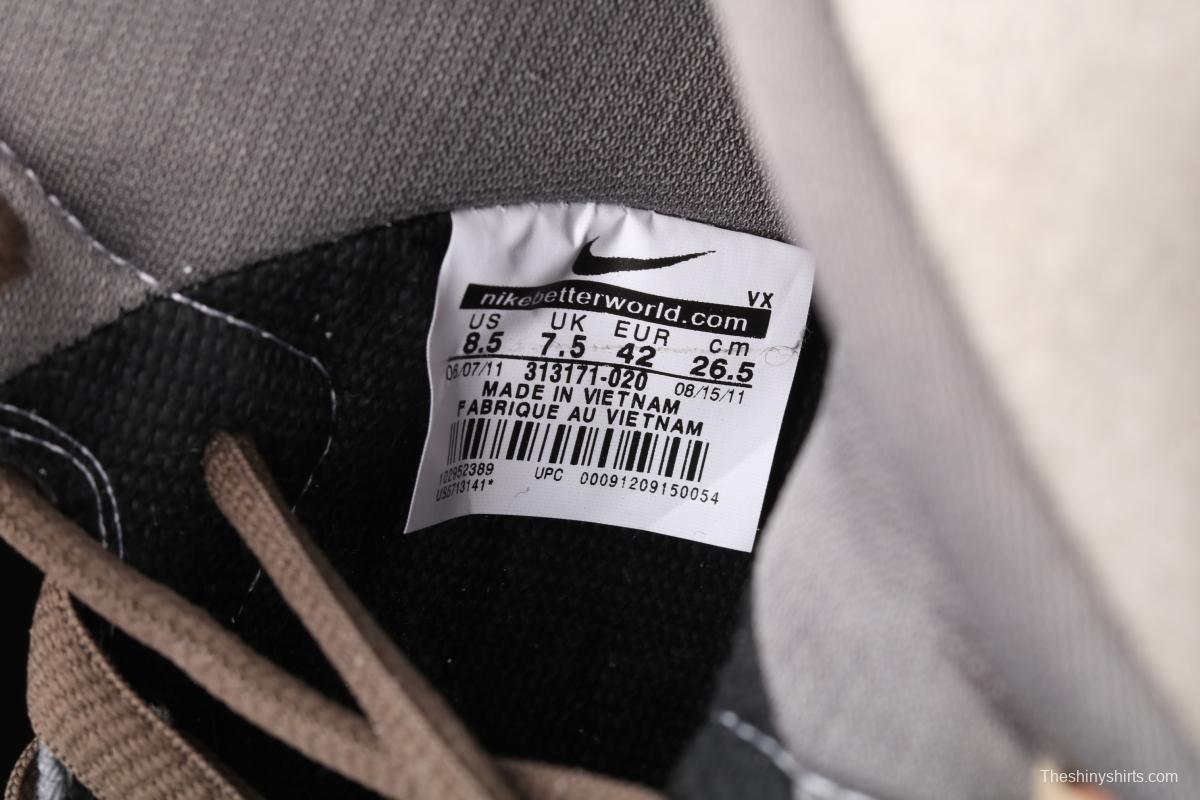 VX
nikebetterworld.com
US UK EUR cm
8.5 7.5 42 26.5
06/07/11 313171-020 08/15/11
MADE IN VIETNAM
FABRIQUE AU VIETNAM
102952389 UPC 00091209150054
US5713141*
Theshinyshirts.com